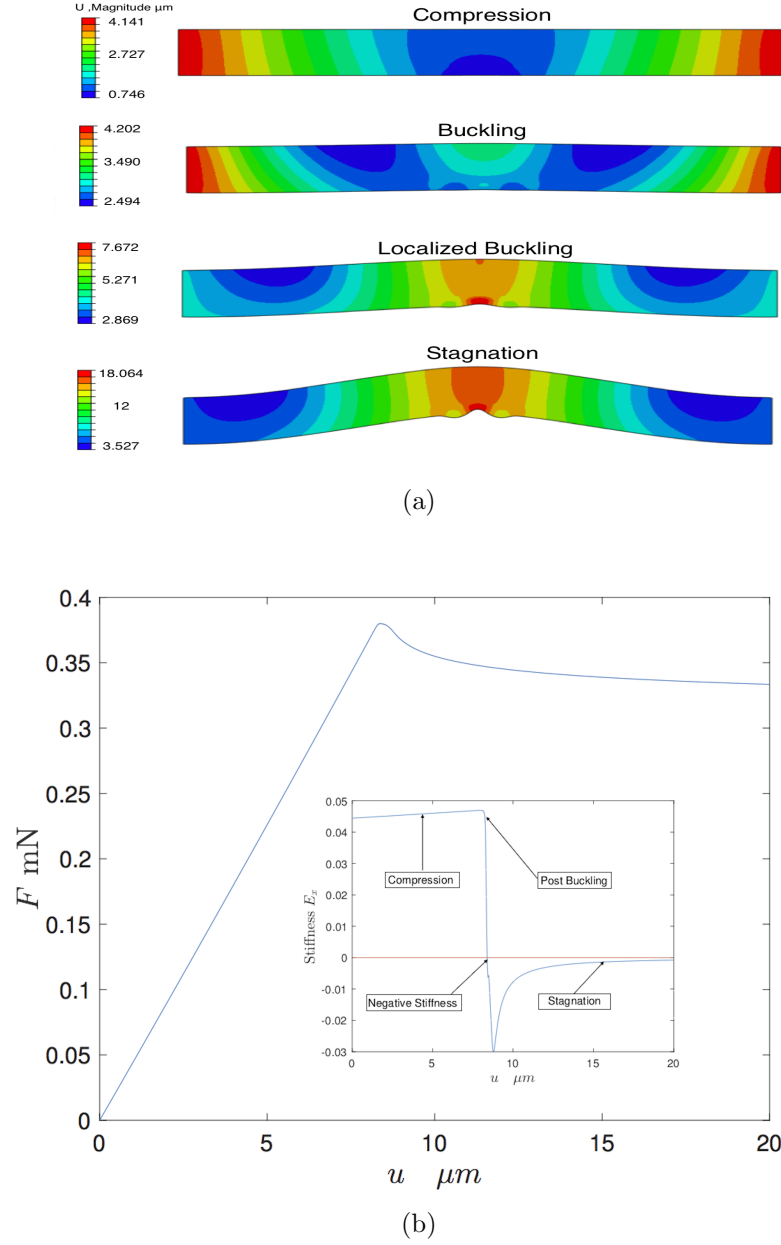 U ,Magnitude μm
4.141
2.727
0.746
Compression
4.202
3.490
2.494
Buckling
7.672
5.271
2.869
Localized Buckling
18.064
12
3.527
Stagnation
(a)
0.4
0.35
0.3
0.25
0.2
0.15
0.1
0.05
0
F mN
0 5 10 15 20
u μm
0.05
0.04
0.03
0.02
0.01
0
-0.01
-0.02
-0.03
Stiffness Eₓ
Compression
Post Buckling
Negative Stiffness
Stagnation
0 5 10 15 20
u μm
(b)